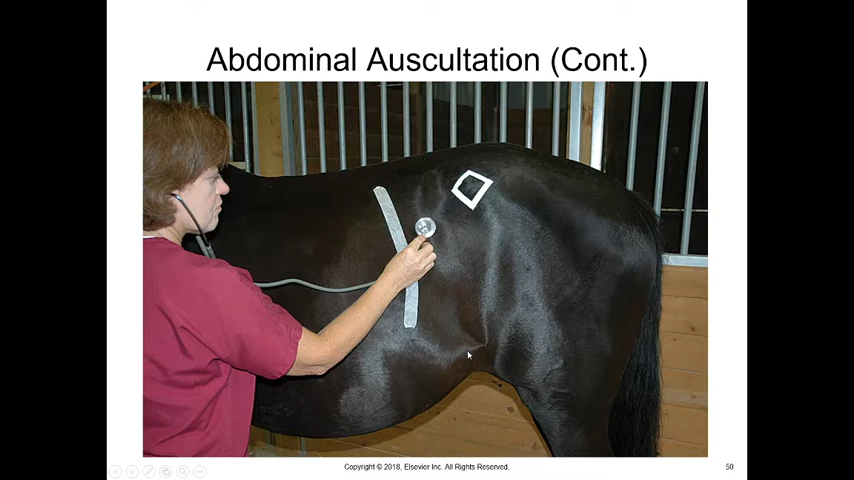 Abdominal Auscultation (Cont.)
Copyright © 2018, Elsevier Inc. All Rights Reserved.
50